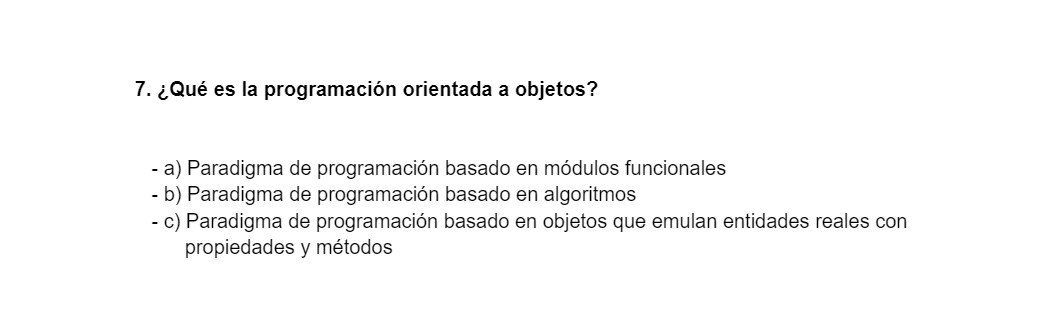 7. ¿Qué es la programación orientada a objetos?
- a) Paradigma de programación basado en módulos funcionales
- b) Paradigma de programación basado en algoritmos
- c) Paradigma de programación basado en objetos que emulan entidades reales con
propiedades y métodos